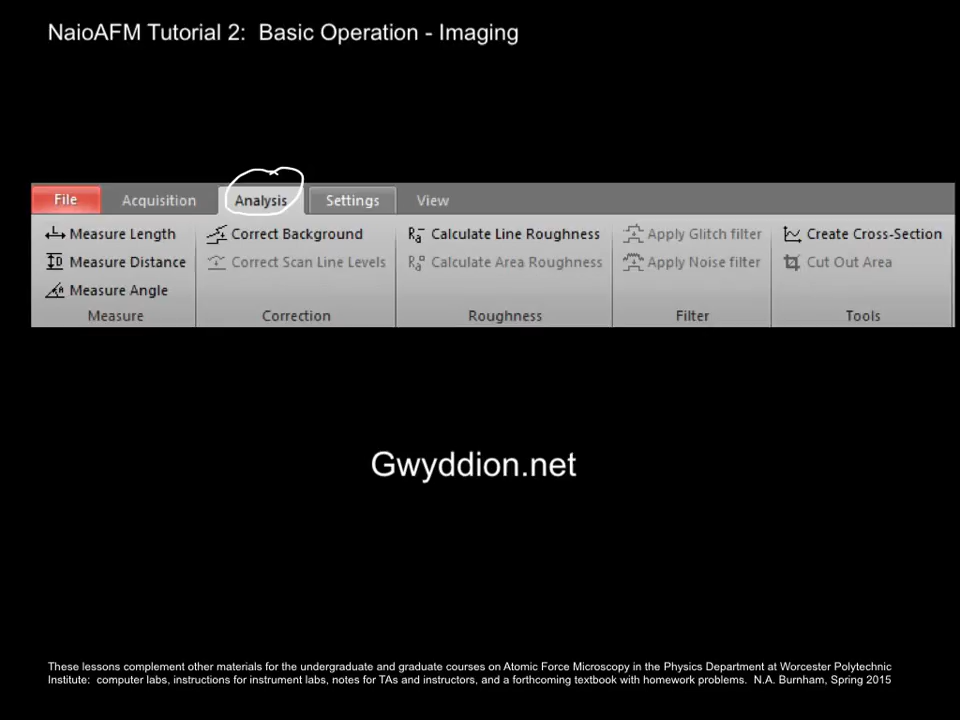 NaioAFM Tutorial 2: Basic Operation - Imaging
File Acquisition Analysis Settings View
Measure Length Correct Background Calculate Line Roughness Apply Glitch filter Create Cross-Section
Measure Distance Correct Scan Line Levels Calculate Area Roughness Apply Noise filter Cut Out Area
Measure Angle
Measure Correction Roughness Filter Tools
Gwyddion.net
These lessons complement other materials for the undergraduate and graduate courses on Atomic Force Microscopy in the Physics Department at Worcester Polytechnic
Institute: computer labs, instructions for instrument labs, notes for TAs and instructors, and a forthcoming textbook with homework problems. N.A. Burnham, Spring 2015